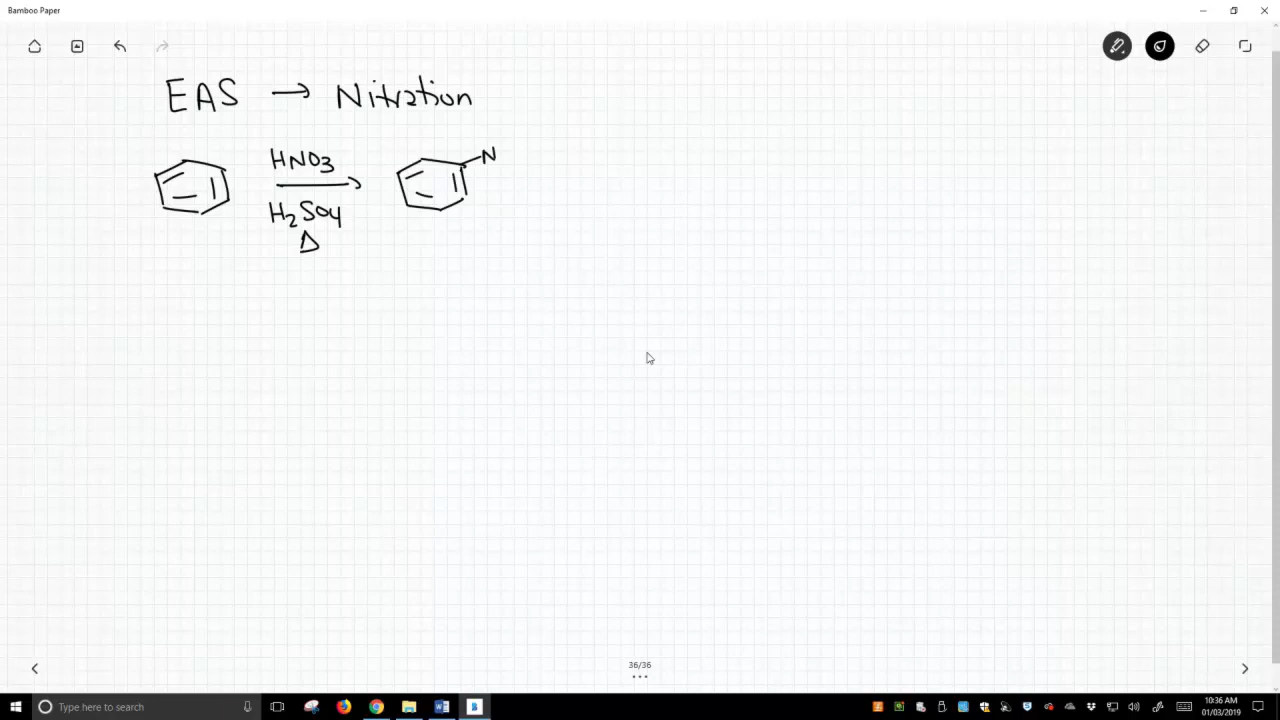 Bamboo Paper
EAS → Nitration
HNO3
N
H2SO4
Δ
36/36
Type here to search
10:36 AM
01/03/2019